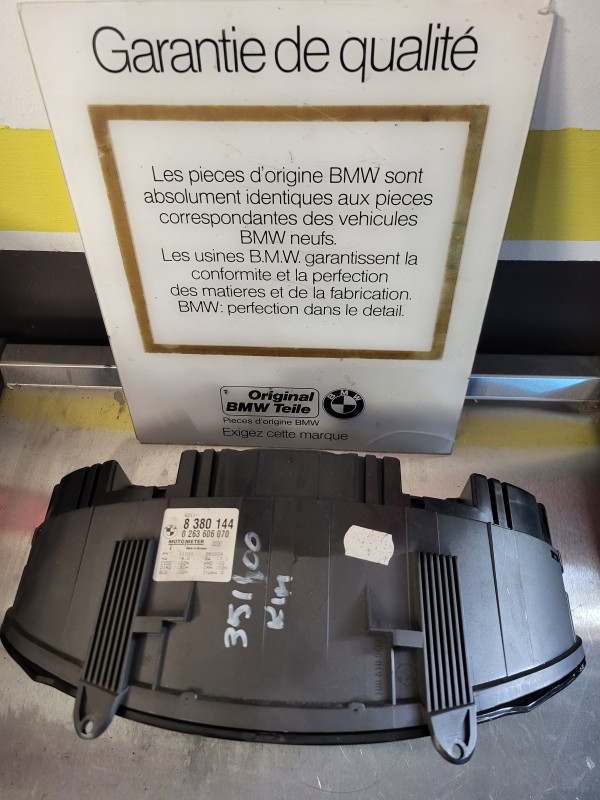 Garantie de qualité
Les pieces d'origine BMW sont
absolument identiques aux pieces
correspondantes des vehicules
BMW neufs.
Les usines B.M.W. garantissent la
conformite et la perfection
des matieres et de la fabrication.
BMW: perfection dans le detail.
Original
BMW Teile
BMW
Pieces d'origine BMW
Exigez cette marque
8 380 144
0 263 606 070
MOTOMETER
351400
KM